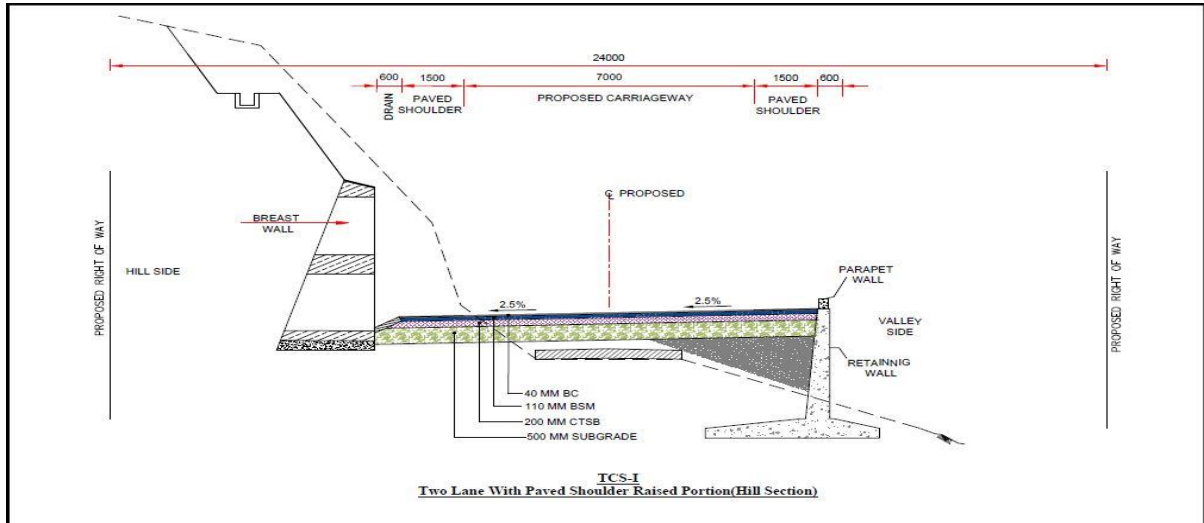 24000
600
1500
7000
1500
600
DRAIN
PAVED
SHOULDER
PROPOSED CARRIAGEWAY
PAVED
SHOULDER
PROPOSED RIGHT OF WAY
℄ PROPOSED
BREAST
WALL
HILL SIDE
PARAPET
WALL
2.5%
2.5%
VALLEY
SIDE
RETAINNIG
WALL
PROPOSED RIGHT OF WAY
40 MM BC
110 MM BSM
200 MM CTSB
500 MM SUBGRADE
TCS-I
Two Lane With Paved Shoulder Raised Portion(Hill Section)